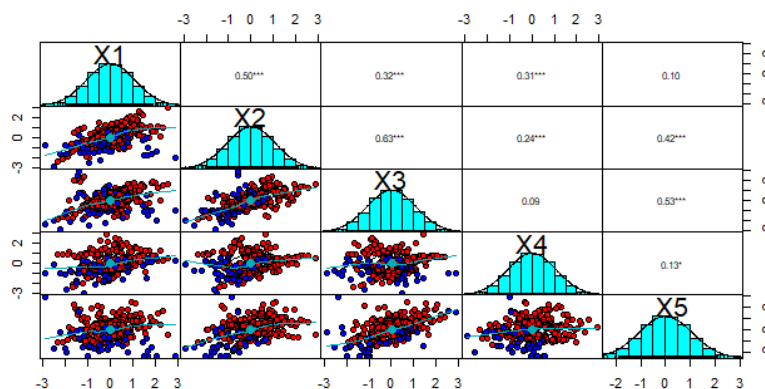 -3 -1 0 1 2 3 -3 -1 0 1 2 3
X1 0.50*** 0.32*** 0.31*** 0.10
-3 0 2 X2 0.63*** 0.24*** 0.42***
X3 0.09 0.53***
-3 0 2 X4 0.13*
X5
-3 -1 0 1 2 3 -3 -1 0 1 2 3 -2 -1 0 1 2 3